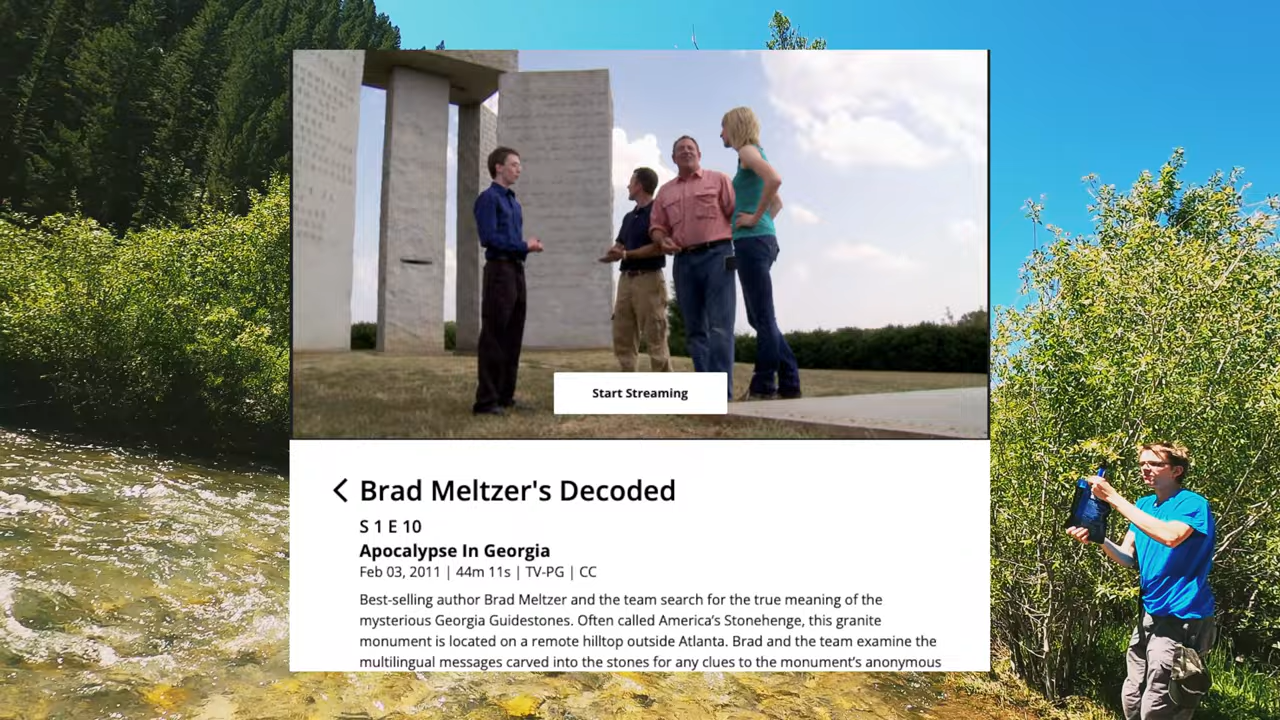 Start Streaming
Brad Meltzer's Decoded
S 1 E 10
Apocalypse In Georgia
Feb 03, 2011 | 44m 11s | TV-PG | CC
Best-selling author Brad Meltzer and the team search for the true meaning of the
mysterious Georgia Guidestones. Often called America's Stonehenge, this granite
monument is located on a remote hilltop outside Atlanta. Brad and the team examine the
multilingual messages carved into the stones for any clues to the monument's anonymous